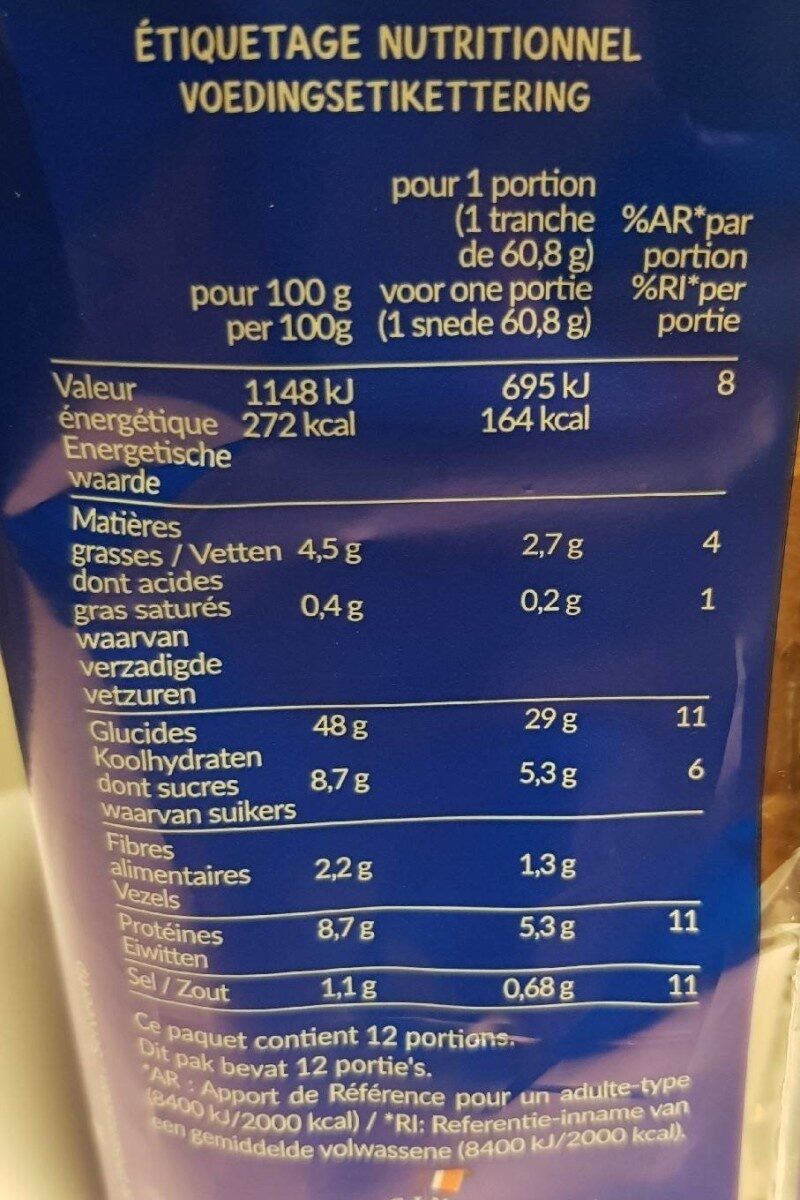 ÉTIQUETAGE NUTRITIONNEL
VOEDINGSETIKETTERING
pour 1 portion
(1 tranche %AR*par
de 60,8 g) portion
pour 100 g voor one portie %RI*per
per 100g (1 snede 60,8 g) portie
Valeur 1148 kJ 695 kJ 8
énergétique 272 kcal 164 kcal
Energetische
waarde
Matières
grasses / Vetten 4,5 g 2,7 g 4
dont acides
gras saturés 0,4 g 0,2 g 1
waarvan
verzadigde
vetzuren
Glucides 48 g 29 g 11
Koolhydraten
dont sucres 8,7 g 5,3 g 6
waarvan suikers
Fibres
alimentaires 2,2 g 1,3 g
Vezels
Protéines 8,7 g 5,3 g 11
Eiwitten
Sel / Zout 1,1 g 0,68 g 11
Ce paquet contient 12 portions.
Dit pak bevat 12 portie's.
*AR : Apport de Référence pour un adulte-type
(8400 kJ/2000 kcal) / *RI: Referentie-inname van
een gemiddelde volwassene (8400 kJ/2000 kcal).